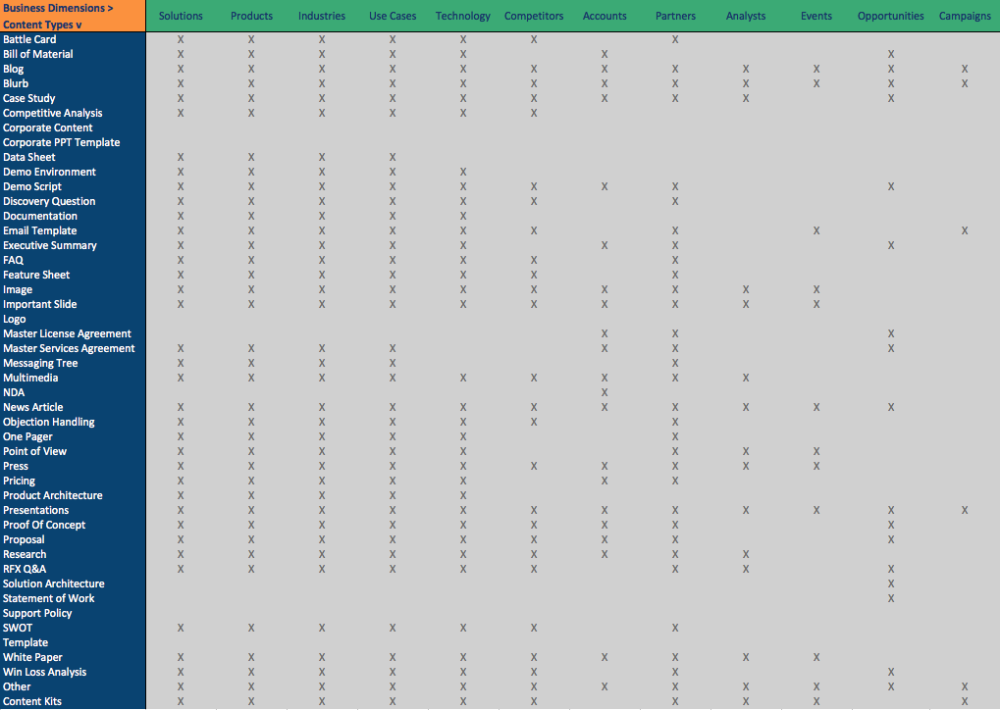 Business Dimensions >
Content Types v
Solutions Products Industries Use Cases Technology Competitors Accounts Partners Analysts Events Opportunities Campaigns
Battle Card X X X X X X X
Bill of Material X X X X X X X
Blog X X X X X X X X X X X X
Blurb X X X X X X X X X X X X
Case Study X X X X X X X X X X
Competitive Analysis X X X X X X
Corporate Content
Corporate PPT Template
Data Sheet X X X X
Demo Environment X X X X X
Demo Script X X X X X X X X X
Discovery Question X X X X X X X
Documentation X X X X X
Email Template X X X X X X X X X
Executive Summary X X X X X X X X
FAQ X X X X X X X
Feature Sheet X X X X X X X
Image X X X X X X X X X X
Important Slide X X X X X X X X X X
Logo
Master License Agreement X X X
Master Services Agreement X X X X X X X
Messaging Tree X X X X X
Multimedia X X X X X X X X X
NDA X
News Article X X X X X X X X X X X
Objection Handling X X X X X X X
One Pager X X X X X X
Point of View X X X X X X X X
Press X X X X X X X X X X
Pricing X X X X X X X
Product Architecture X X X X X
Presentations X X X X X X X X X X X X
Proof Of Concept X X X X X X X X X
Proposal X X X X X X X X X
Research X X X X X X X X X
RFX Q&A X X X X X X X X X
Solution Architecture X
Statement of Work X
Support Policy
SWOT X X X X X X X
Template
White Paper X X X X X X X X X X
Win Loss Analysis X X X X X X X X
Other X X X X X X X X X X X X
Content Kits X X X X X X X X X X